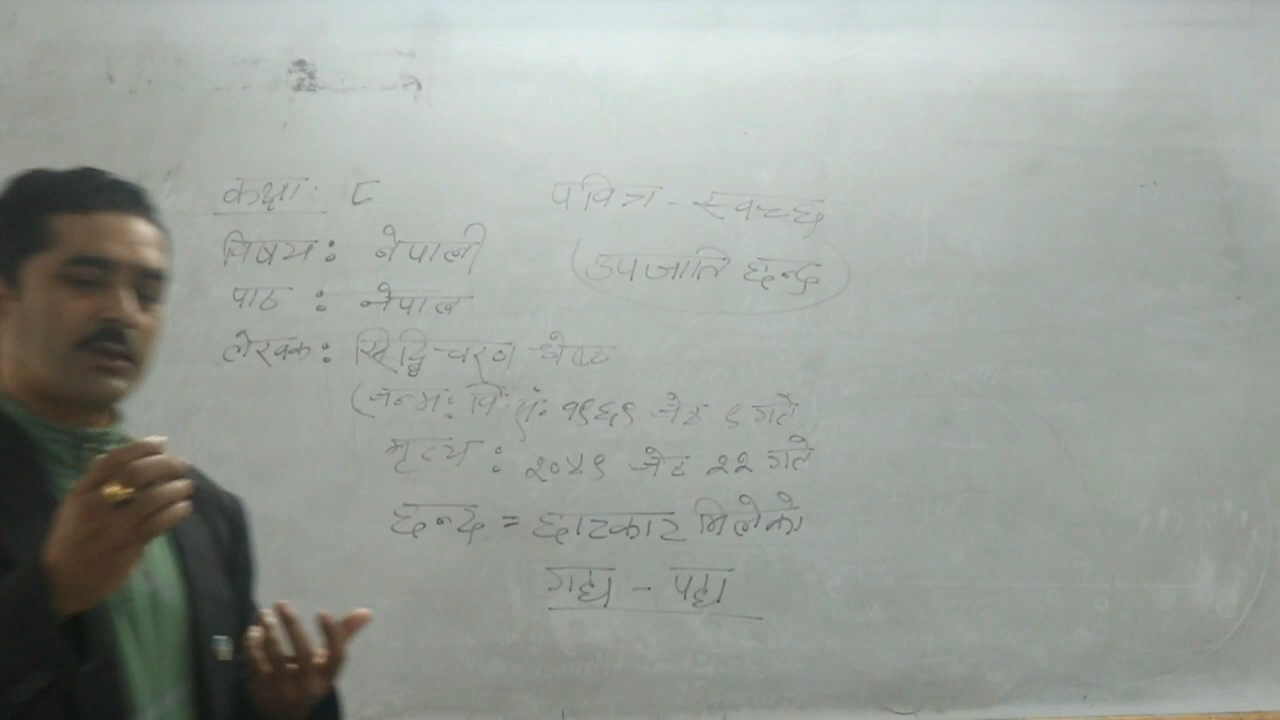 कक्षा: ८
विषय: नेपाली
पाठ : नेपाल
लेखक: सिद्धिचरण श्रेष्ठ
(जन्म: वि सं: १९६९ जेठ ९ गते
मृत्य : २०४९ जेठ २२ गते
छन्द = छाटकाट मिलेको
गद्य - पद्य
पवित्र - स्वच्छ
(उपजाति छन्द)